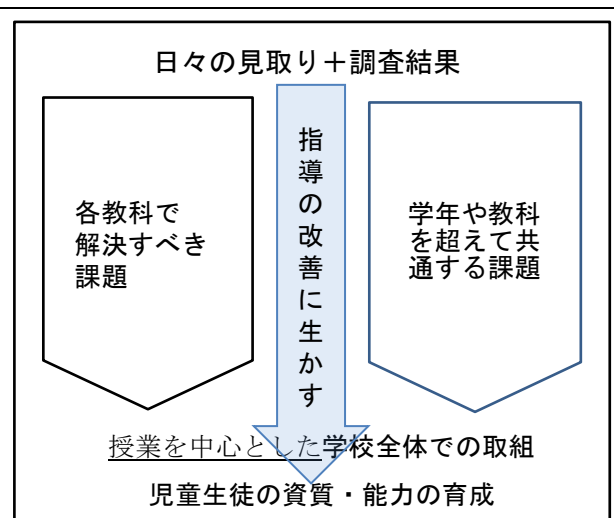 日々の見取り＋調査結果
各教科で
解決すべき
課題
指導の改善に生かす
学年や教科
を超えて共
通する課題
授業を中心とした学校全体での取組
児童生徒の資質・能力の育成